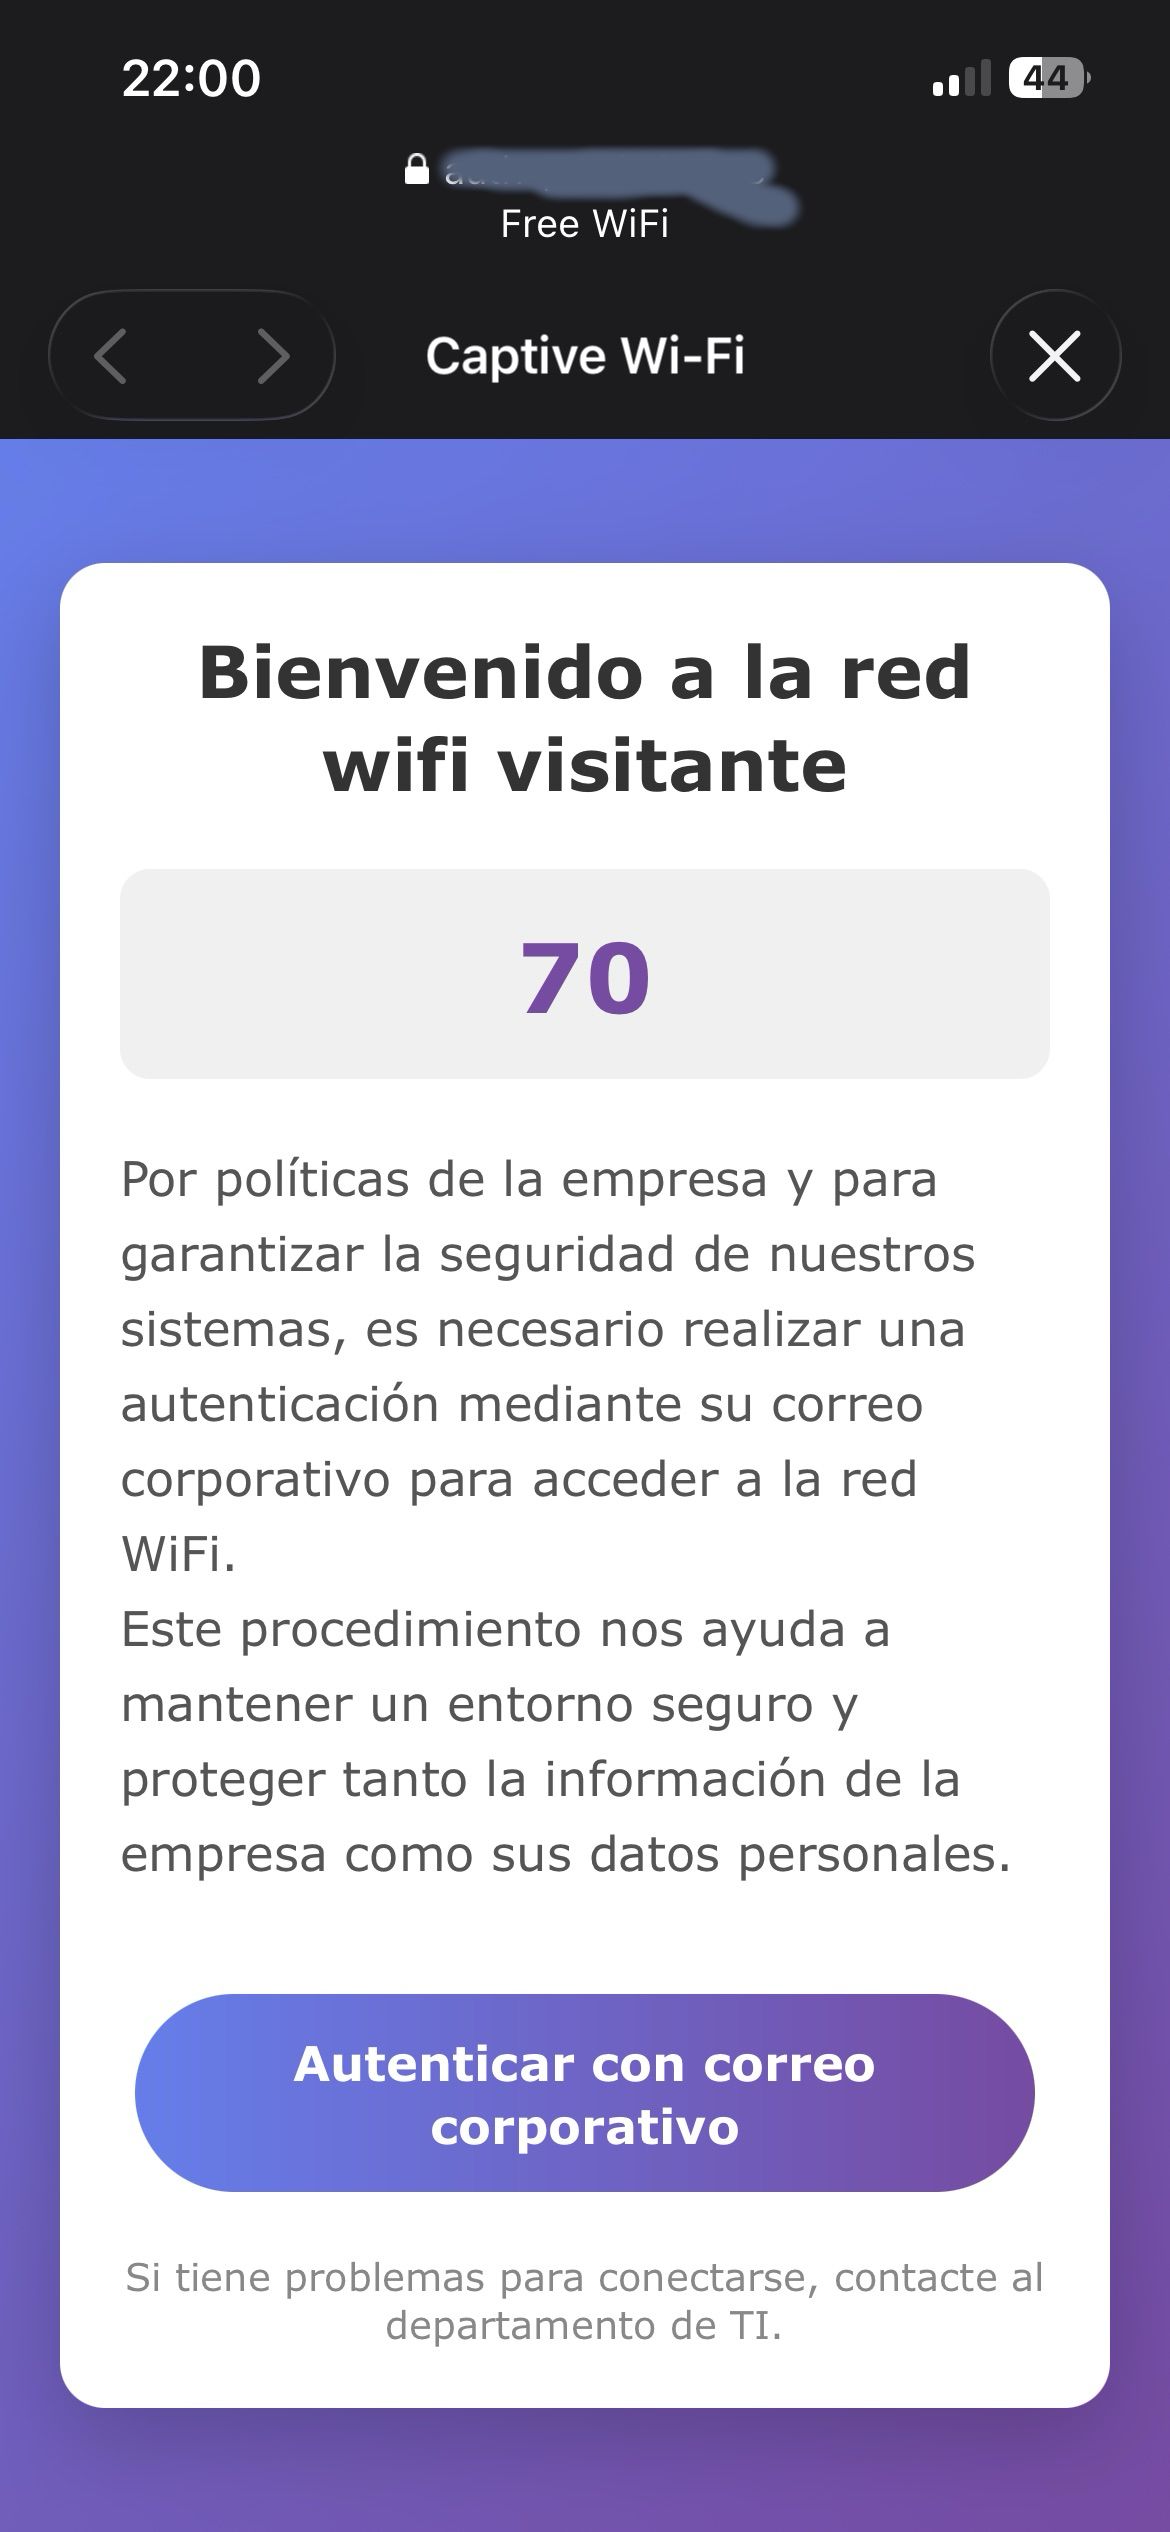 22:00
44
Free WiFi
Captive Wi-Fi
Bienvenido a la red
wifi visitante
70
Por políticas de la empresa y para
garantizar la seguridad de nuestros
sistemas, es necesario realizar una
autenticación mediante su correo
corporativo para acceder a la red
WiFi.
Este procedimiento nos ayuda a
mantener un entorno seguro y
proteger tanto la información de la
empresa como sus datos personales.
Autenticar con correo
corporativo
Si tiene problemas para conectarse, contacte al
departamento de TI.